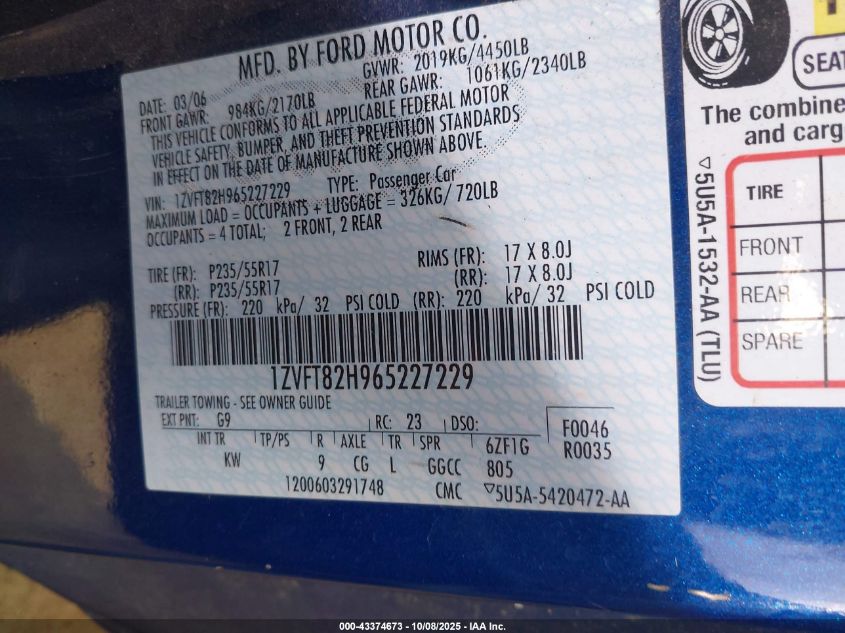 MFD. BY FORD MOTOR CO.
DATE: 03/06 GVWR: 2019KG/4450LB
FRONT GAWR: 984KG/2170LB REAR GAWR: 1061KG/2340LB
THIS VEHICLE CONFORMS TO ALL APPLICABLE FEDERAL MOTOR
VEHICLE SAFETY, BUMPER, AND THEFT PREVENTION STANDARDS
IN EFFECT ON THE DATE OF MANUFACTURE SHOWN ABOVE.
VIN: 1ZVFT82H965227229 TYPE: Passenger Car
MAXIMUM LOAD = OCCUPANTS + LUGGAGE = 326KG/ 720LB
OCCUPANTS = 4 TOTAL; 2 FRONT, 2 REAR
TIRE (FR): P235/55R17 RIMS (FR): 17 X 8.0J
(RR): P235/55R17 (RR): 17 X 8.0J
PRESSURE (FR): 220 kPa/ 32 PSI COLD (RR): 220 kPa/ 32 PSI COLD
1ZVFT82H965227229
TRAILER TOWING - SEE OWNER GUIDE
EXT PNT: G9 RC: 23 DSO: F0046
INT TR TP/PS R AXLE TR SPR 6ZF1G R0035
KW 9 CG L GGCC 805
1200603291748 CMC ▽5U5A-5420472-AA
SEAT
The combine
and carg
▽5U5A-1532-AA (TLU)
TIRE
FRONT
REAR
SPARE
000-43374673 • 10/08/2025 • IAA Inc.